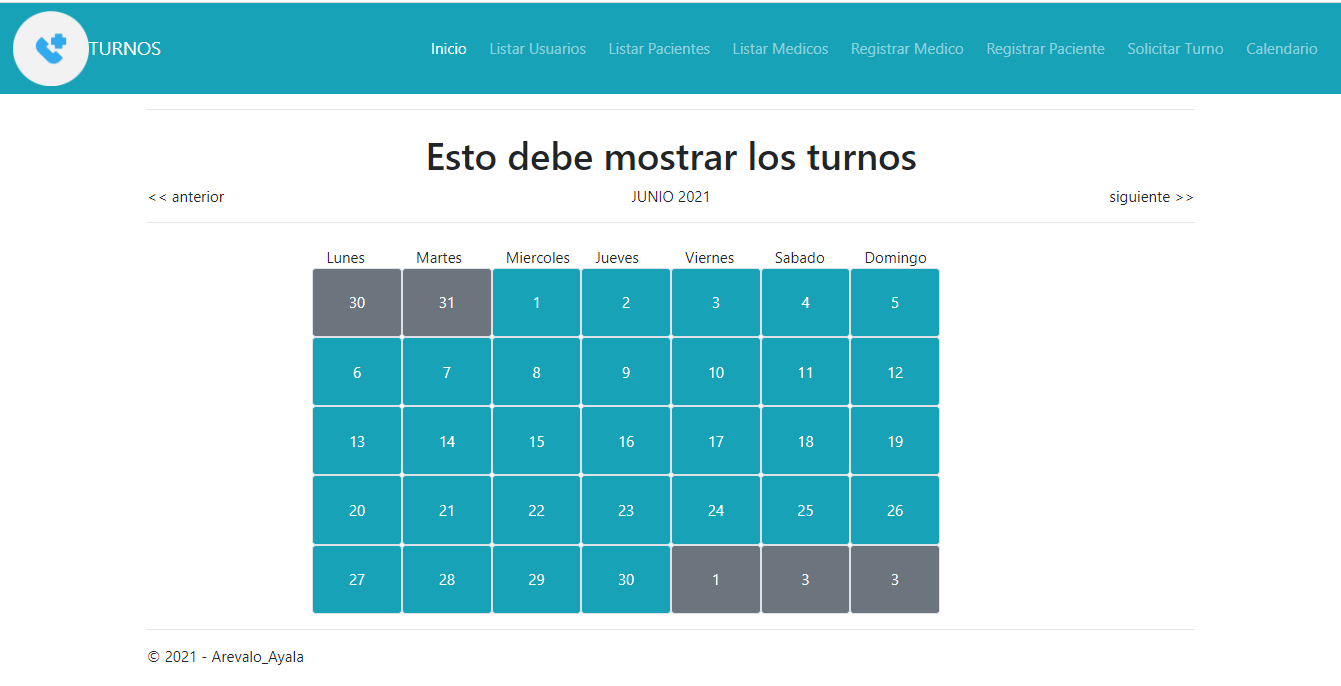 TURNOS Inicio Listar Usuarios Listar Pacientes Listar Medicos Registrar Medico Registrar Paciente Solicitar Turno Calendario
Esto debe mostrar los turnos
<< anterior JUNIO 2021 siguiente >>
Lunes Martes Miercoles Jueves Viernes Sabado Domingo
30 31 1 2 3 4 5
6 7 8 9 10 11 12
13 14 15 16 17 18 19
20 21 22 23 24 25 26
27 28 29 30 1 3 3
© 2021 - Arevalo_Ayala